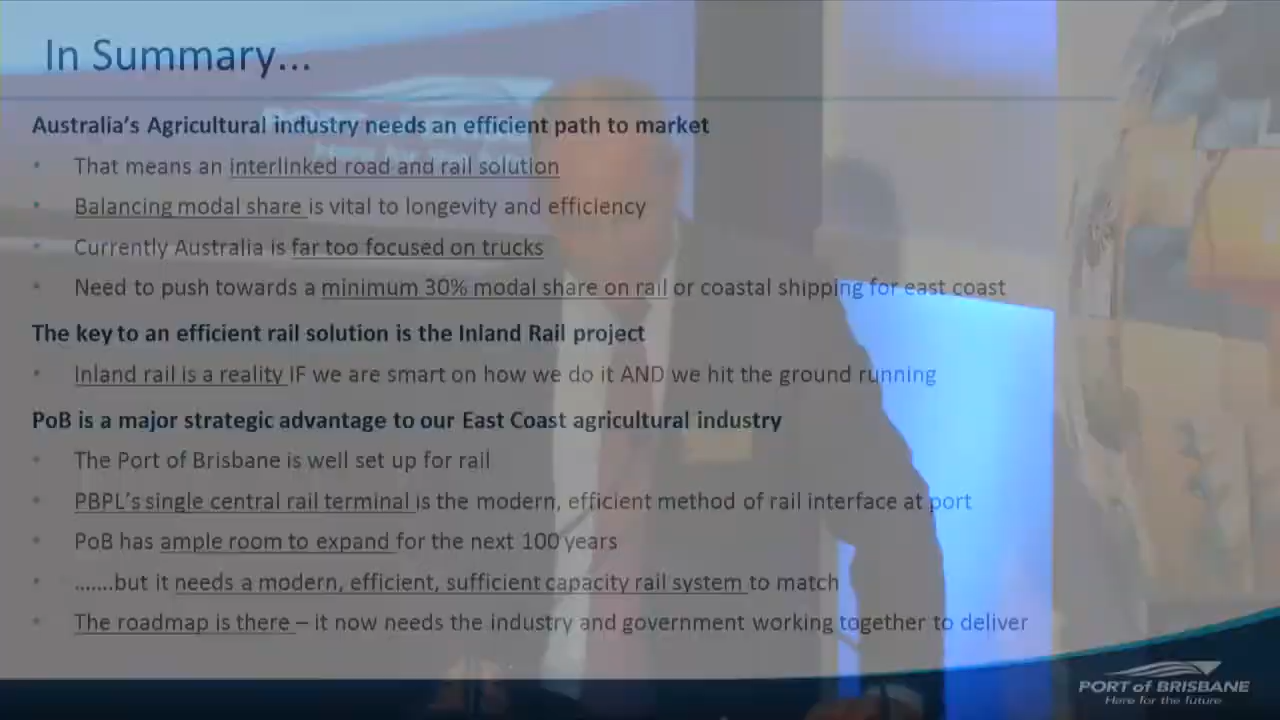 In Summary...
Australia's Agricultural industry needs an efficient path to market
• That means an interlinked road and rail solution
• Balancing modal share is vital to longevity and efficiency
• Currently Australia is far too focused on trucks
• Need to push towards a minimum 30% modal share on rail or coastal shipping for east coast
The key to an efficient rail solution is the Inland Rail project
• Inland rail is a reality IF we are smart on how we do it AND we hit the ground running
PoB is a major strategic advantage to our East Coast agricultural industry
• The Port of Brisbane is well set up for rail
• PBPL's single central rail terminal is the modern, efficient method of rail interface at port
• PoB has ample room to expand for the next 100 years
• .......but it needs a modern, efficient, sufficient capacity rail system to match
• The roadmap is there – it now needs the industry and government working together to deliver
PORT of BRISBANE
Here for the future